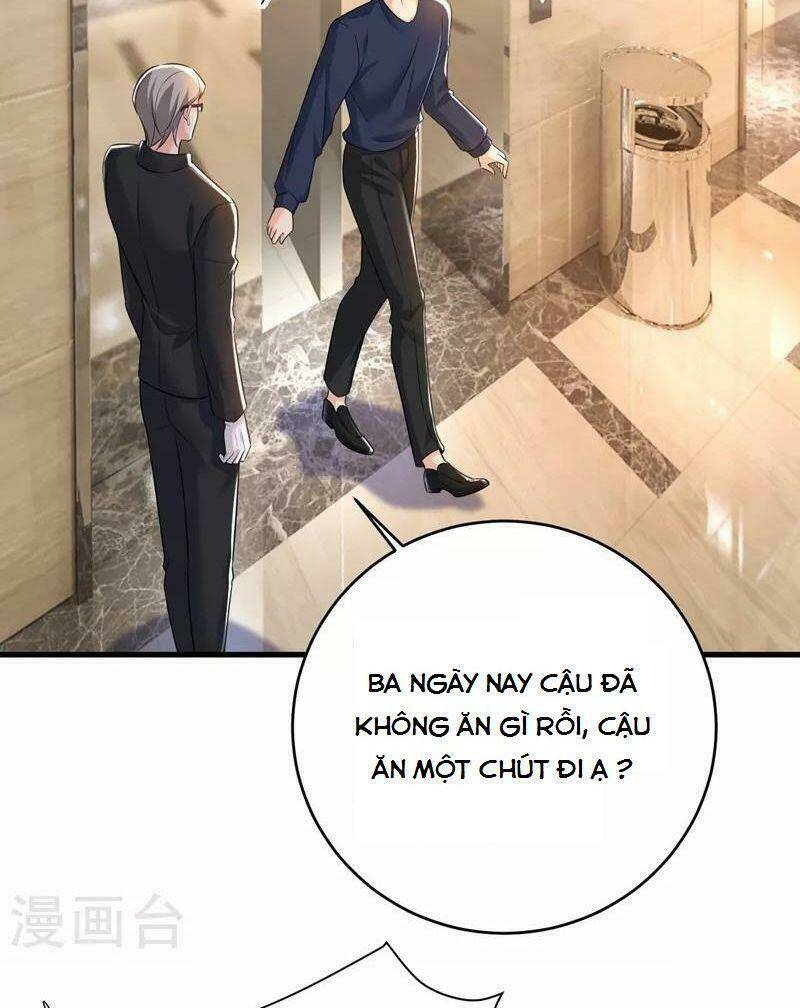 BA NGÀY NAY CẬU ĐÃ
KHÔNG ĂN GÌ RỒI, CẬU
ĂN MỘT CHÚT ĐI Ạ ?
漫画台